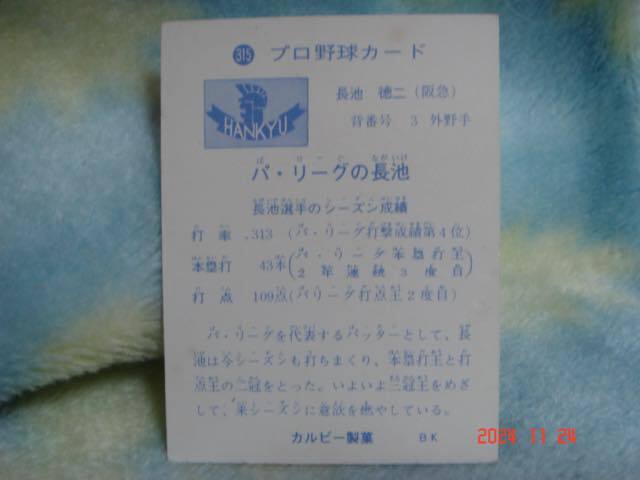 315 プロ野球カード
HANKYU
長池 徳二(阪急)
背番号 3 外野手
パ・リーグの長池
長池選手のシーズン成績
打率 .313 (パ・リーグ打撃成績第4位)
本塁打 43本(パ・リーグ本塁打王2年連続3度目)
打点 109点(パリーグ打点王2度目)
パ・リーグを代表するバッターとして、長
池は今シーズンも打ちまくり、本塁打王と打
点王の二冠をとった。いよいよ三冠王をめざ
して、来シーズンに意欲を燃やしている。
カルビー製菓 BK
2024 11 24